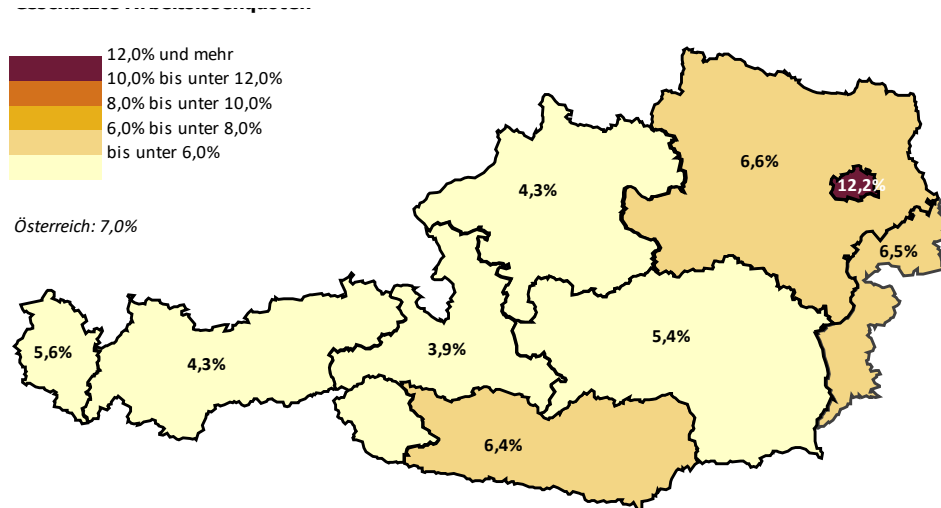 Geschätzte Arbeitslosenquoten
12,0% und mehr
10,0% bis unter 12,0%
8,0% bis unter 10,0%
6,0% bis unter 8,0%
bis unter 6,0%
Österreich: 7,0%
6,6%
4,3%
12,2%
6,5%
5,6%
4,3%
3,9%
5,4%
6,4%